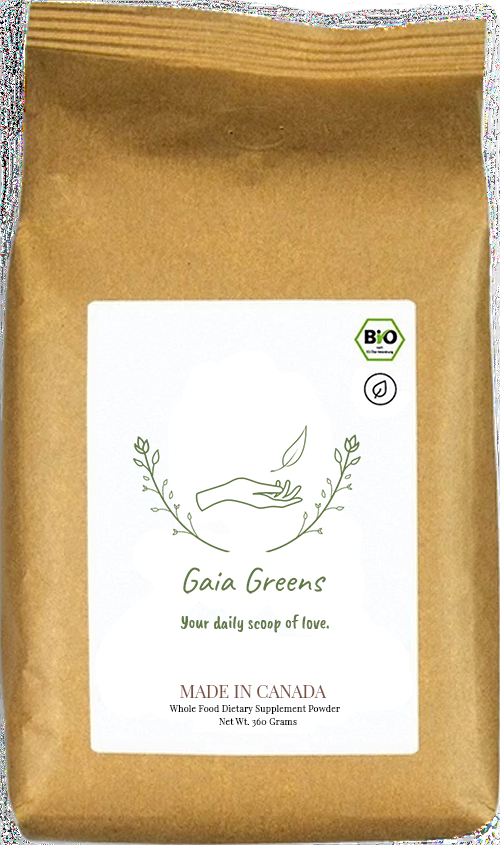 BiO
Gaia Greens
Your daily scoop of love.
MADE IN CANADA
Whole Food Dietary Supplement Powder
Net Wt. 360 Grams